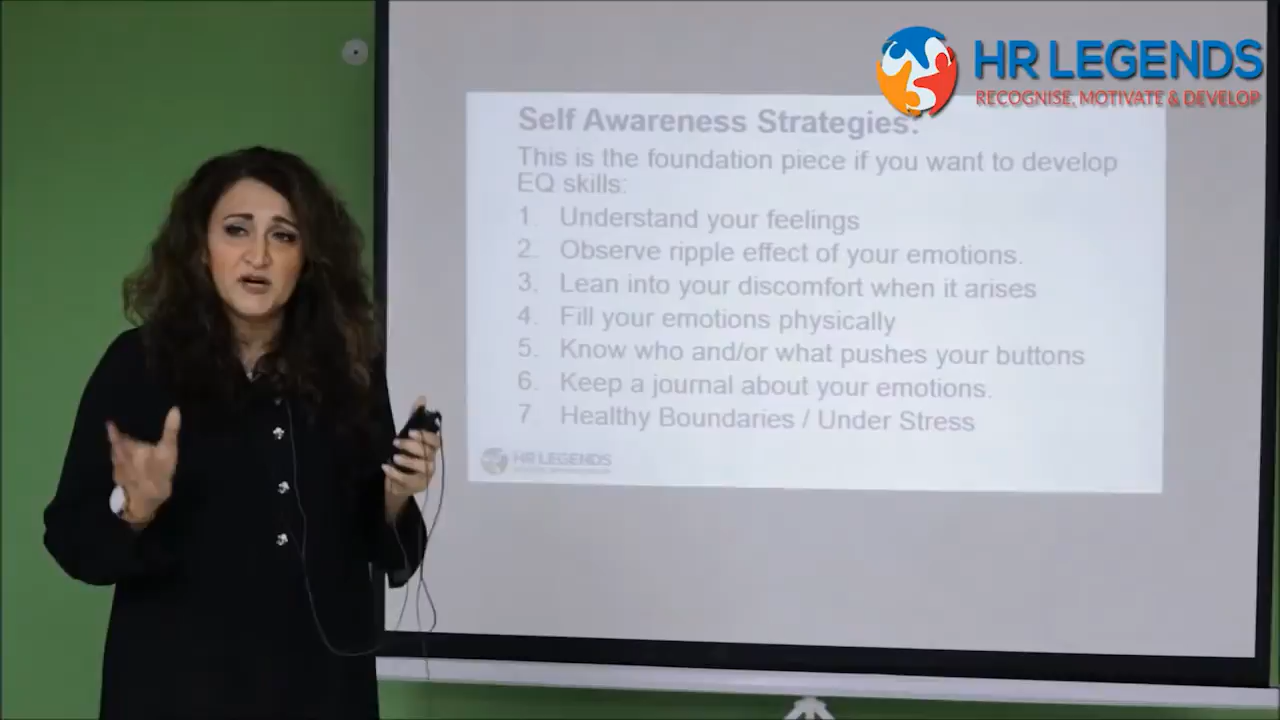 HR LEGENDS
RECOGNISE, MOTIVATE & DEVELOP
Self Awareness Strategies:
This is the foundation piece if you want to develop
EQ skills:
1. Understand your feelings
2. Observe ripple effect of your emotions.
3. Lean into your discomfort when it arises
4. Fill your emotions physically
5. Know who and/or what pushes your buttons
6. Keep a journal about your emotions.
7 Healthy Boundaries / Under Stress
HR LEGENDS